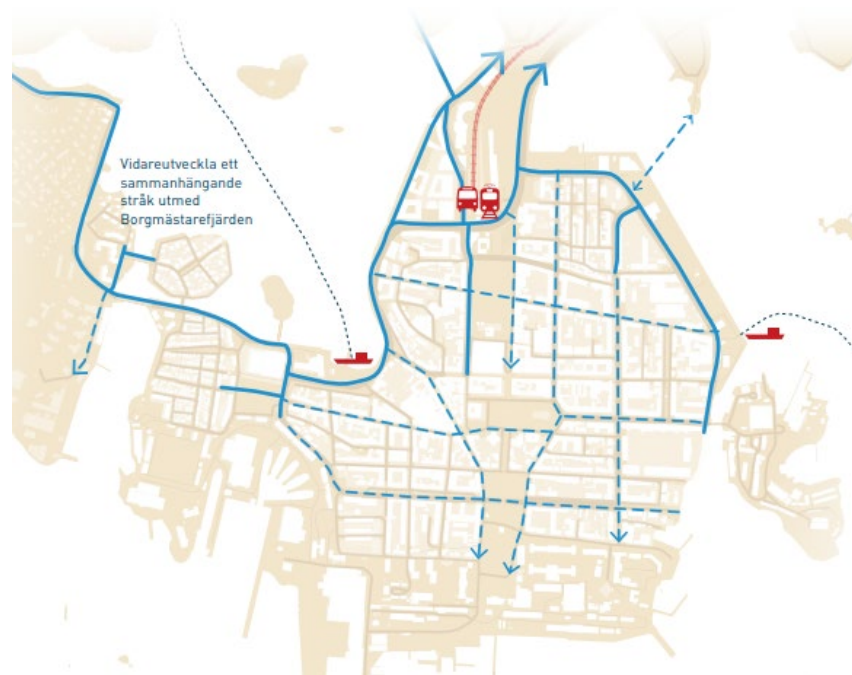 Vidareutveckla ett
sammanhängande
stråk utmed
Borgmästarefjärden